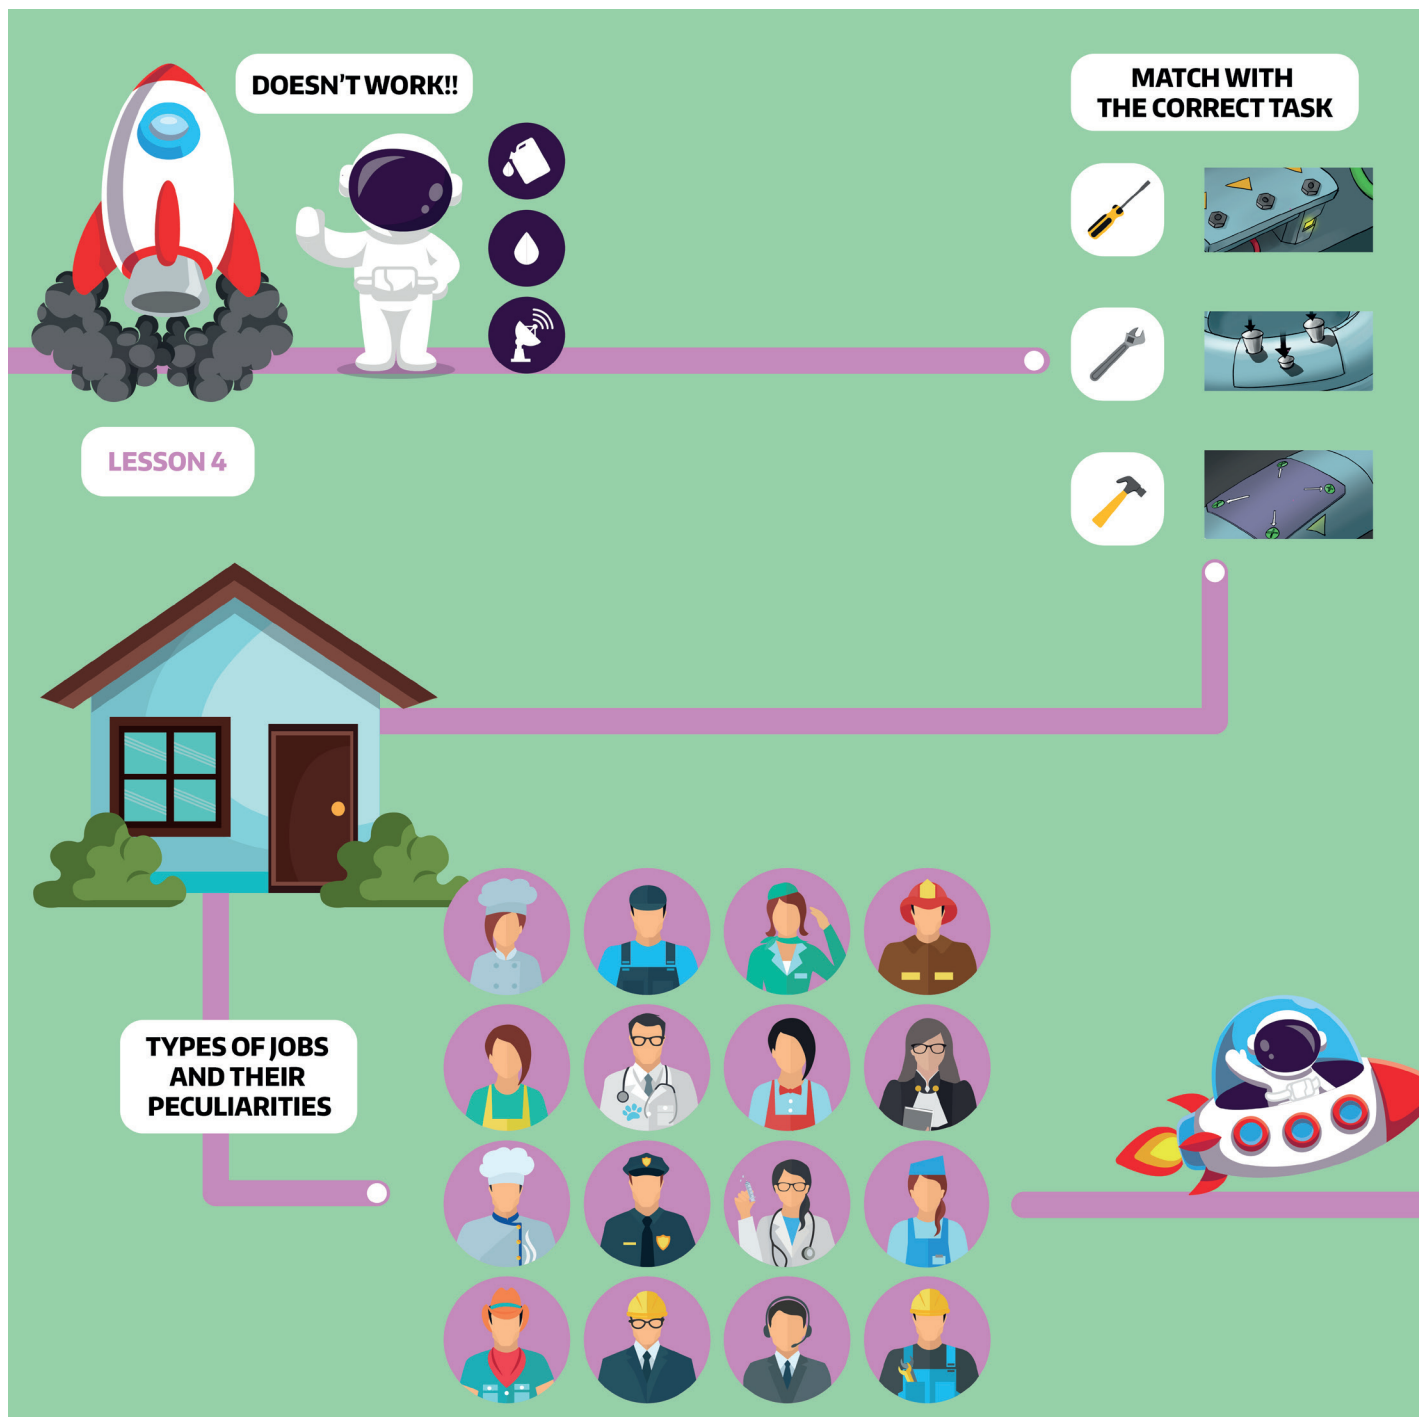 DOESN'T WORK!!
MATCH WITH
THE CORRECT TASK
LESSON 4
TYPES OF JOBS
AND THEIR
PECULIARITIES